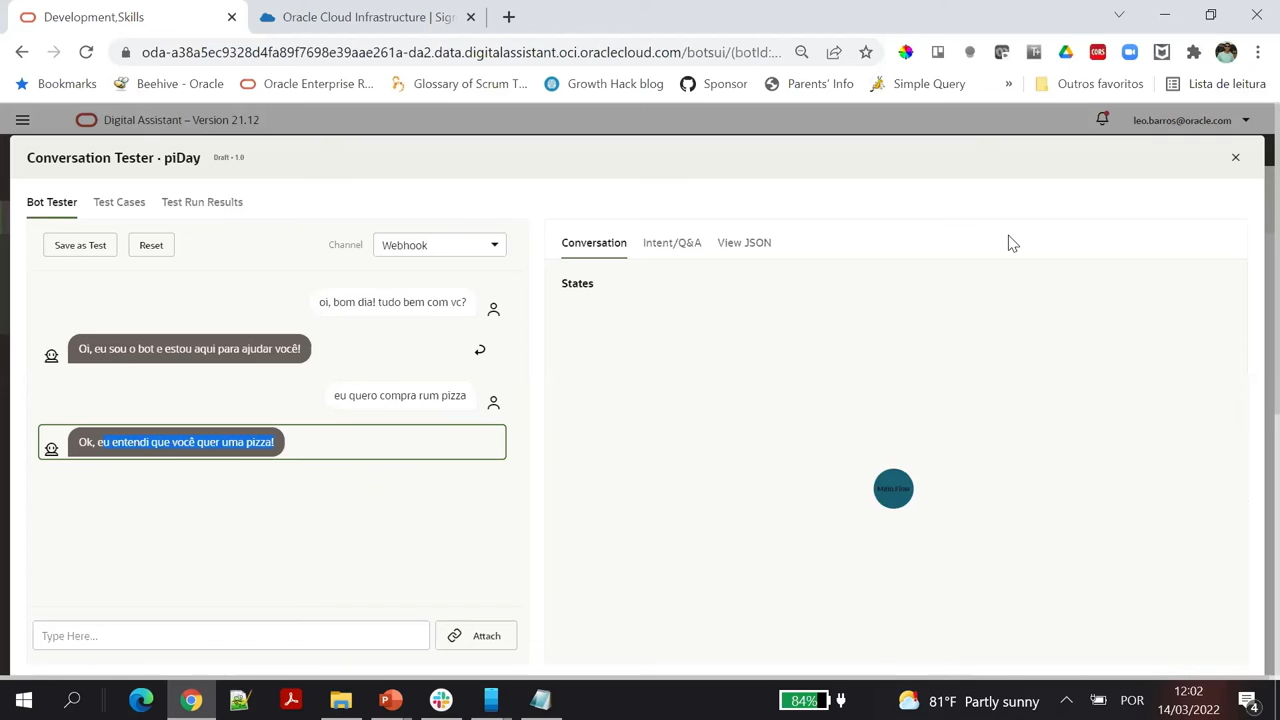 Development,Skills
Oracle Cloud Infrastructure | Sign
oda-a38a5ec9328d4fa89f7698e39aae261a-da2.data.digitalassistant.oci.oraclecloud.com/botsui/(botId:...
Bookmarks
Beehive - Oracle
Oracle Enterprise R...
Glossary of Scrum T...
Growth Hack blog
Sponsor
Parents' Info
Simple Query
»
Outros favoritos
Lista de leitura
Digital Assistant – Version 21.12
leo.barros@oracle.com
Conversation Tester · piDay
Draft • 1.0
Bot Tester
Test Cases
Test Run Results
Save as Test
Reset
Channel
Webhook
oi, bom dia! tudo bem com vc?
Oi, eu sou o bot e estou aqui para ajudar você!
eu quero compra rum pizza
Ok, eu entendi que você quer uma pizza!
Type Here...
Attach
Conversation
Intent/Q&A
View JSON
States
84%
81°F Partly sunny
POR
12:02
14/03/2022
4